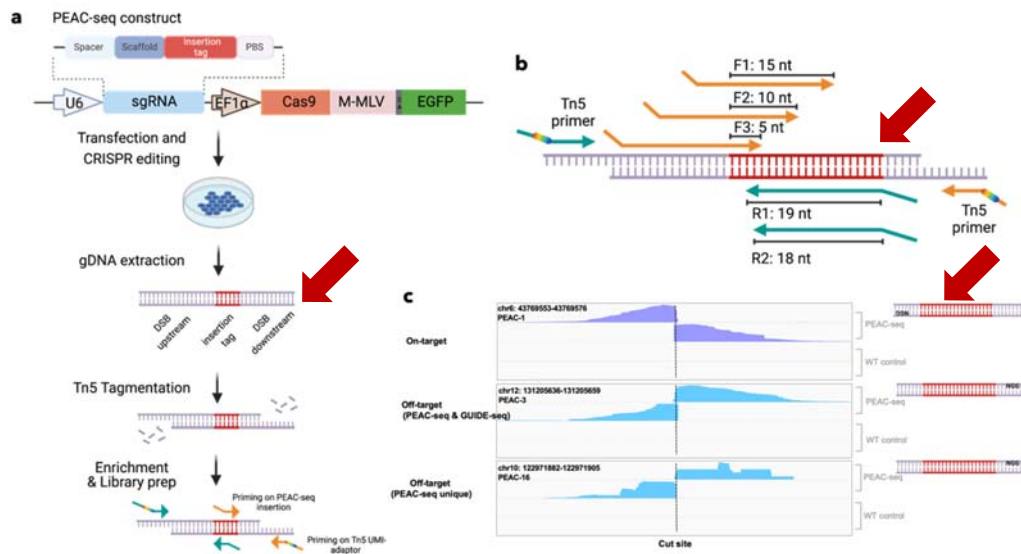 a
PEAC-seq construct
Spacer
Scaffold
Insertion
tag
PBS
U6
sgRNA
EF1α
Cas9
M-MLV
EGFP
Transfection and
CRISPR editing
gDNA extraction
DSB
upstream
insertion
tag
DSB
downstream
Tn5 Tagmentation
Enrichment
& Library prep
Priming on PEAC-seq
insertion
Priming on Tn5 UMI-
adaptor
b
F1: 15 nt
F2: 10 nt
F3: 5 nt
Tn5
primer
R1: 19 nt
R2: 18 nt
Tn5
primer
c
chr6: 43769553-43769576
PEAC-1
On-target
PEAC-seq
WT control
chr12: 131205636-131205659
PEAC-3
Off-target
(PEAC-seq & GUIDE-seq)
PEAC-seq
WT control
NGG
chr10: 122971882-122971905
PEAC-16
Off-target
(PEAC-seq unique)
PEAC-seq
WT control
NGG
Cut site